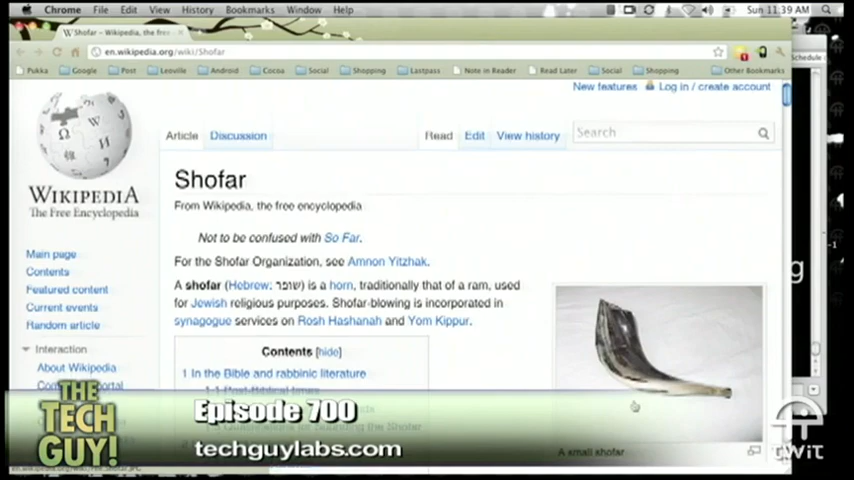 Chrome File Edit View History Bookmarks Window Help
Sun 11:39 AM
Shofar – Wikipedia, the free
en.wikipedia.org/wiki/Shofar
Pukka Google Post Leoville Android Cocoa Social Shopping Lastpass Note in Reader Read Later Social Shopping Other Bookmarks
Schedule
New features Log in / create account
Article Discussion Read Edit View history Search
WIKIPEDIA
The Free Encyclopedia
Shofar
From Wikipedia, the free encyclopedia
Not to be confused with So Far.
For the Shofar Organization, see Amnon Yitzhak.
A shofar (Hebrew: שופר) is a horn, traditionally that of a ram, used
for Jewish religious purposes. Shofar-blowing is incorporated in
synagogue services on Rosh Hashanah and Yom Kippur.
Main page
Contents
Featured content
Current events
Random article
Interaction
About Wikipedia
Contents [hide]
1 In the Bible and rabbinic literature
1.1 Post-Biblical times
A small shofar
THE
TECH
GUY!
Episode 700
techguylabs.com
TWiT